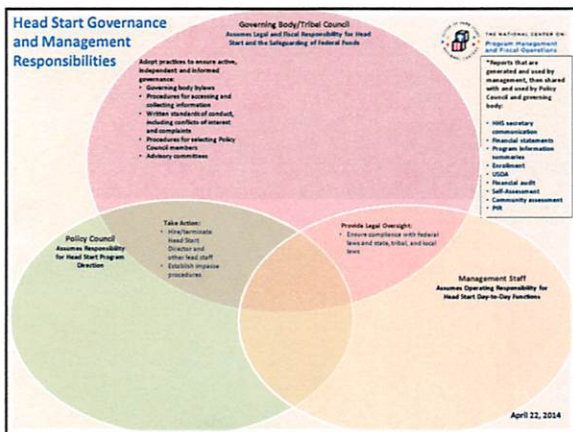 Head Start Governance
and Management
Responsibilities
Governing Body/Tribal Council
Assumes Legal and Fiscal Responsibility for Head
Start and the Safeguarding of Federal Funds
THE NATIONAL CENTER ON
Program Management
and Fiscal Operations
Adopt practices to ensure active,
independent and informed
governance:
• Governing body bylaws
• Procedures for accessing and
collecting information
• Written standards of conduct,
including conflicts of interest
and complaints
• Procedures for selecting Policy
Council members
• Advisory committees
*Reports that are
generated and used by
management, then shared
with and used by Policy
Council and governing
body:
• HHS secretary
communication
• Financial statements
• Program information
summaries
• Enrollment
• USDA
• Financial audit
• Self-Assessment
• Community assessment
• PIR
Take Action:
• Hire/terminate
Head Start
Director and
other lead staff
• Establish impasse
procedures
Provide Legal Oversight:
• Ensure compliance with federal
laws and state, tribal, and local
laws
Policy Council
Assumes Responsibility
for Head Start Program
Direction
Management Staff
Assumes Operating Responsibility for
Head Start Day-to-Day Functions
April 22, 2014